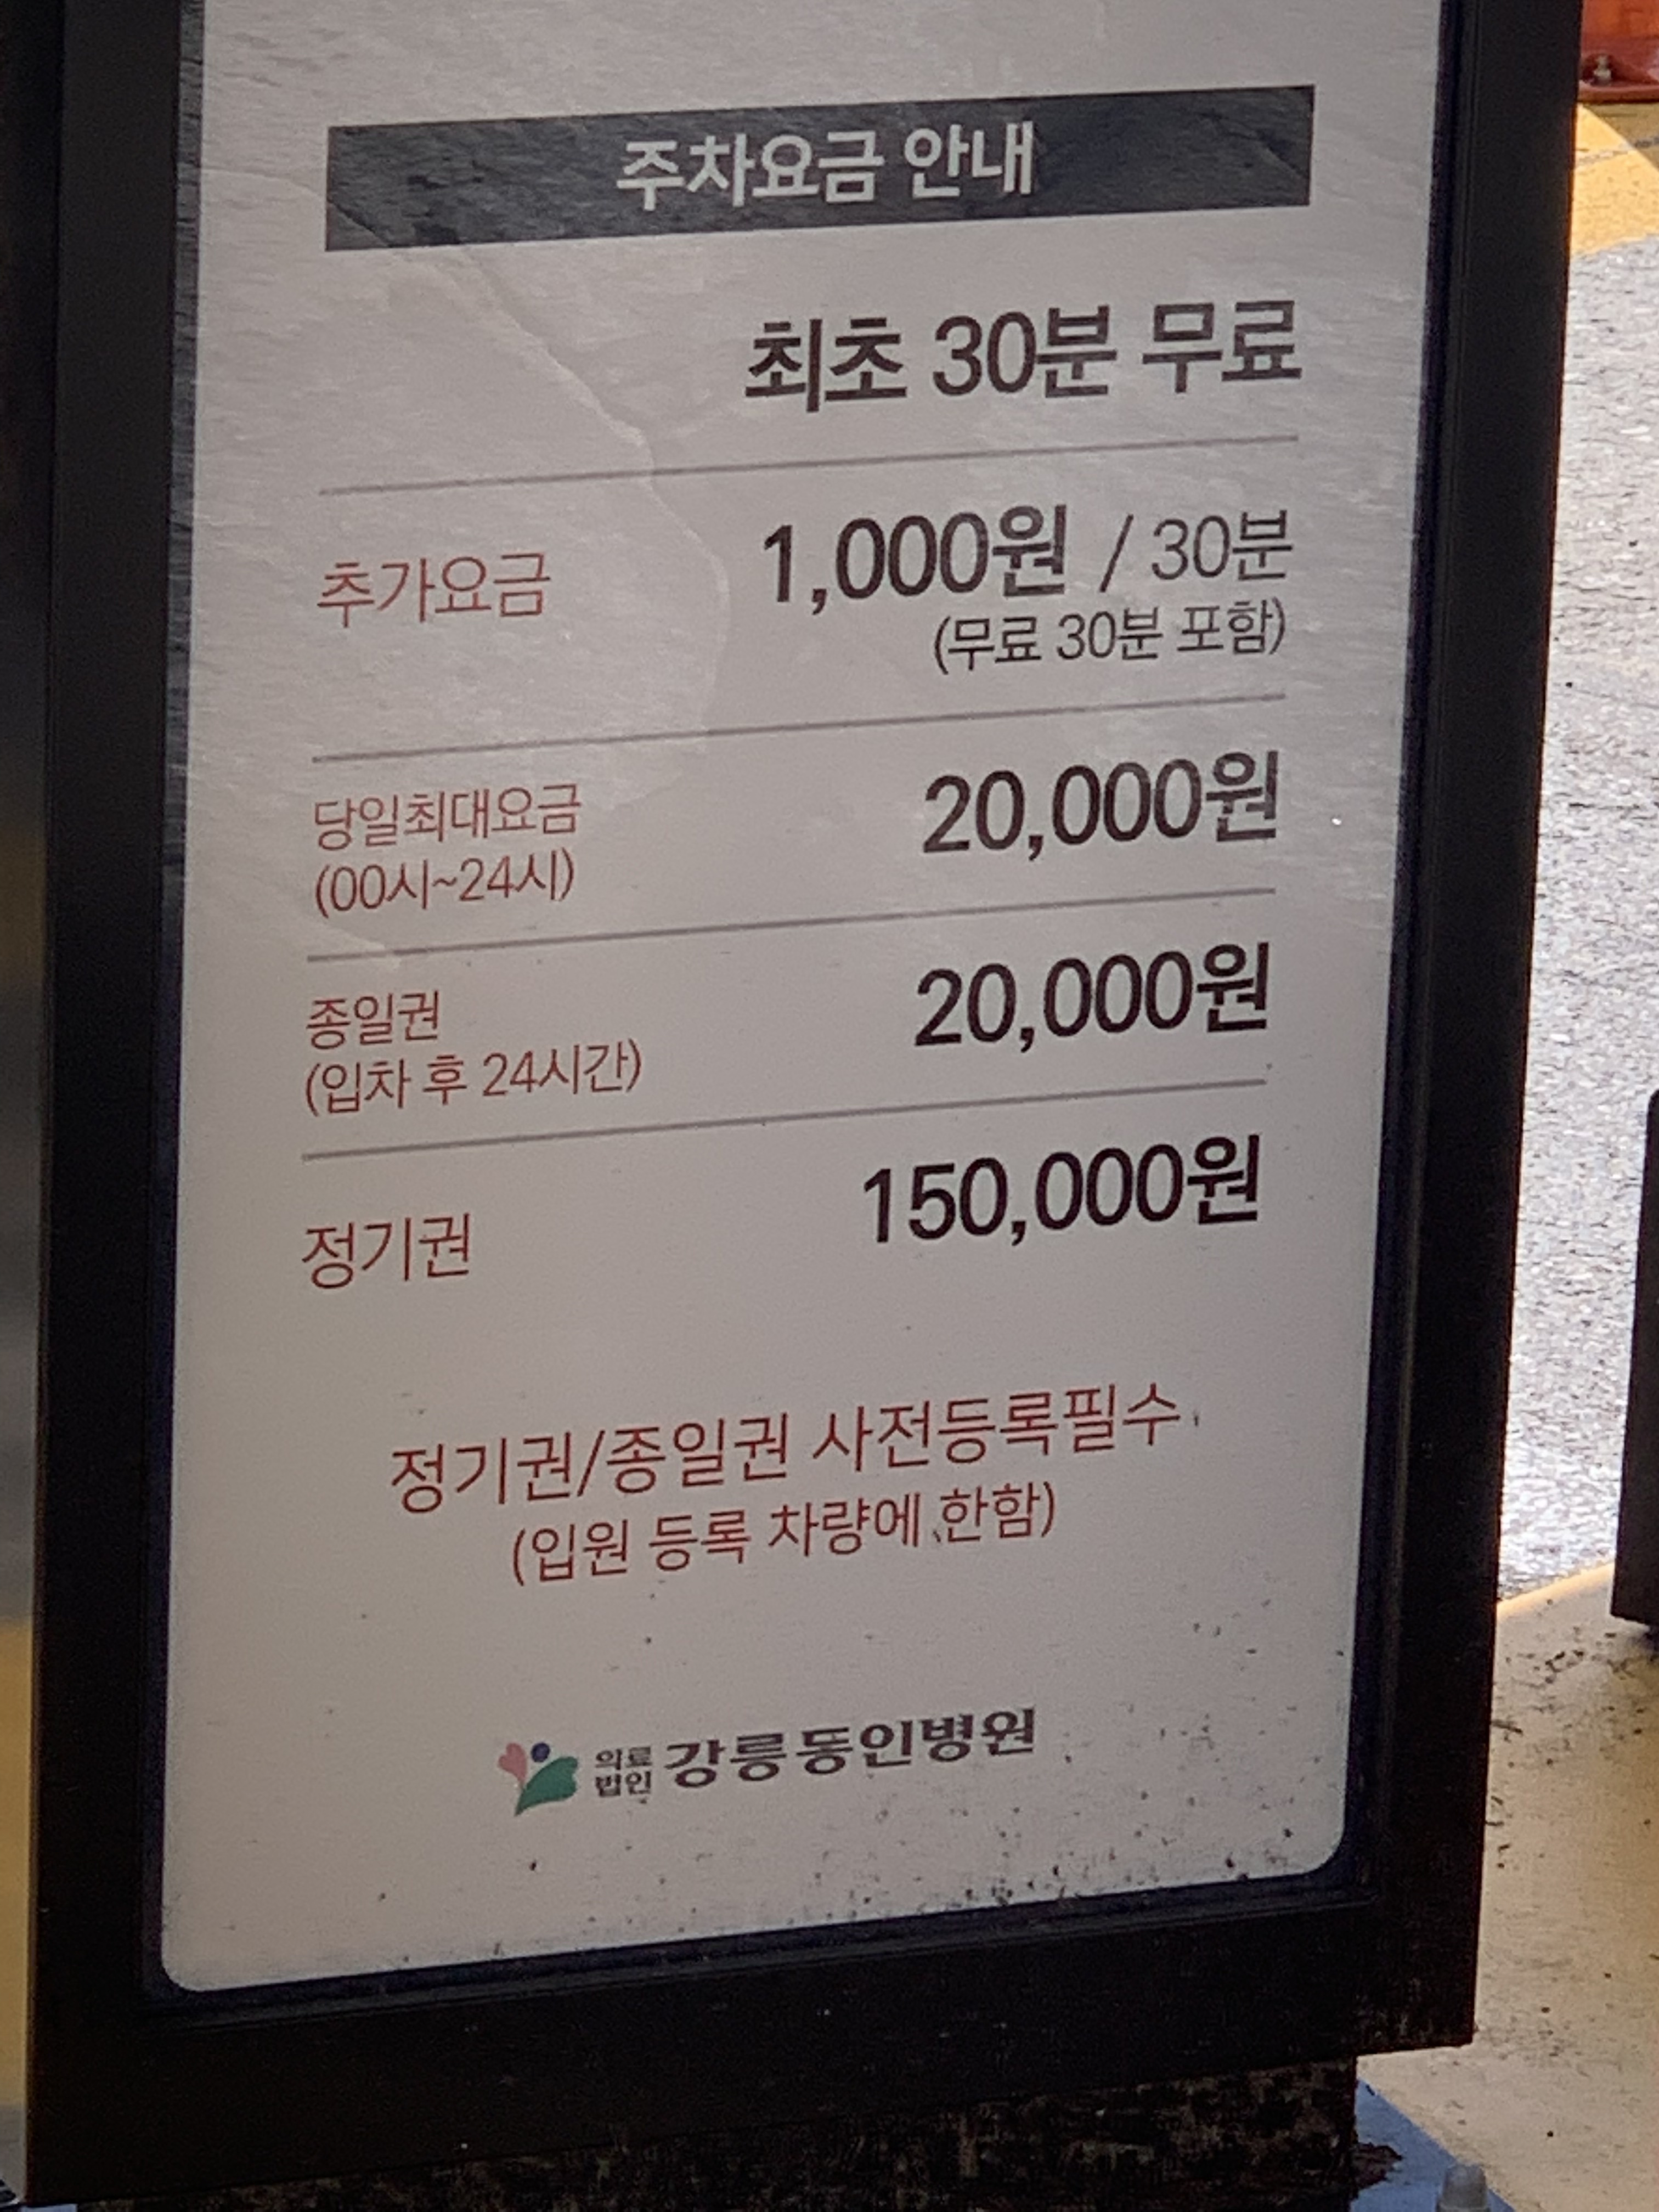 주차요금 안내
최초 30분 무료
추가요금 1,000원 / 30분
(무료 30분 포함)
당일최대요금 20,000원
(00시~24시)
종일권 20,000원
(입차 후 24시간)
정기권 150,000원
정기권/종일권 사전등록필수
(입원 등록 차량에 한함)
의료법인 강릉동인병원